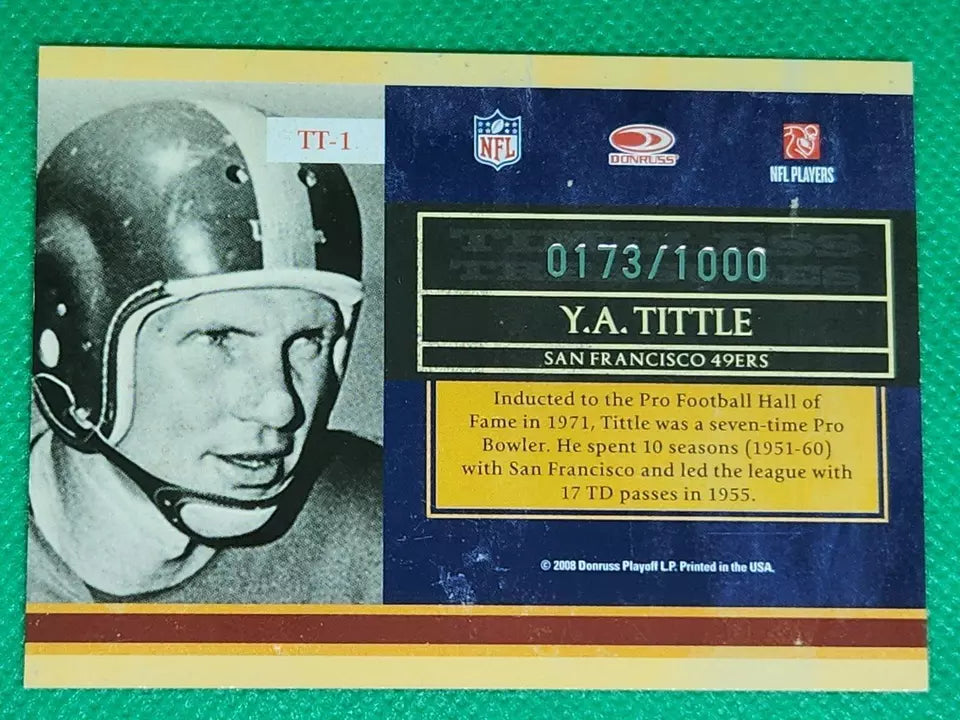 TT-1
NFL
DONRUSS
NFL PLAYERS
TIMELESS
TREASURES
0173/1000
Y.A. TITTLE
SAN FRANCISCO 49ERS
Inducted to the Pro Football Hall of
Fame in 1971, Tittle was a seven-time Pro
Bowler. He spent 10 seasons (1951-60)
with San Francisco and led the league with
17 TD passes in 1955.
© 2008 Donruss Playoff L.P. Printed in the USA.